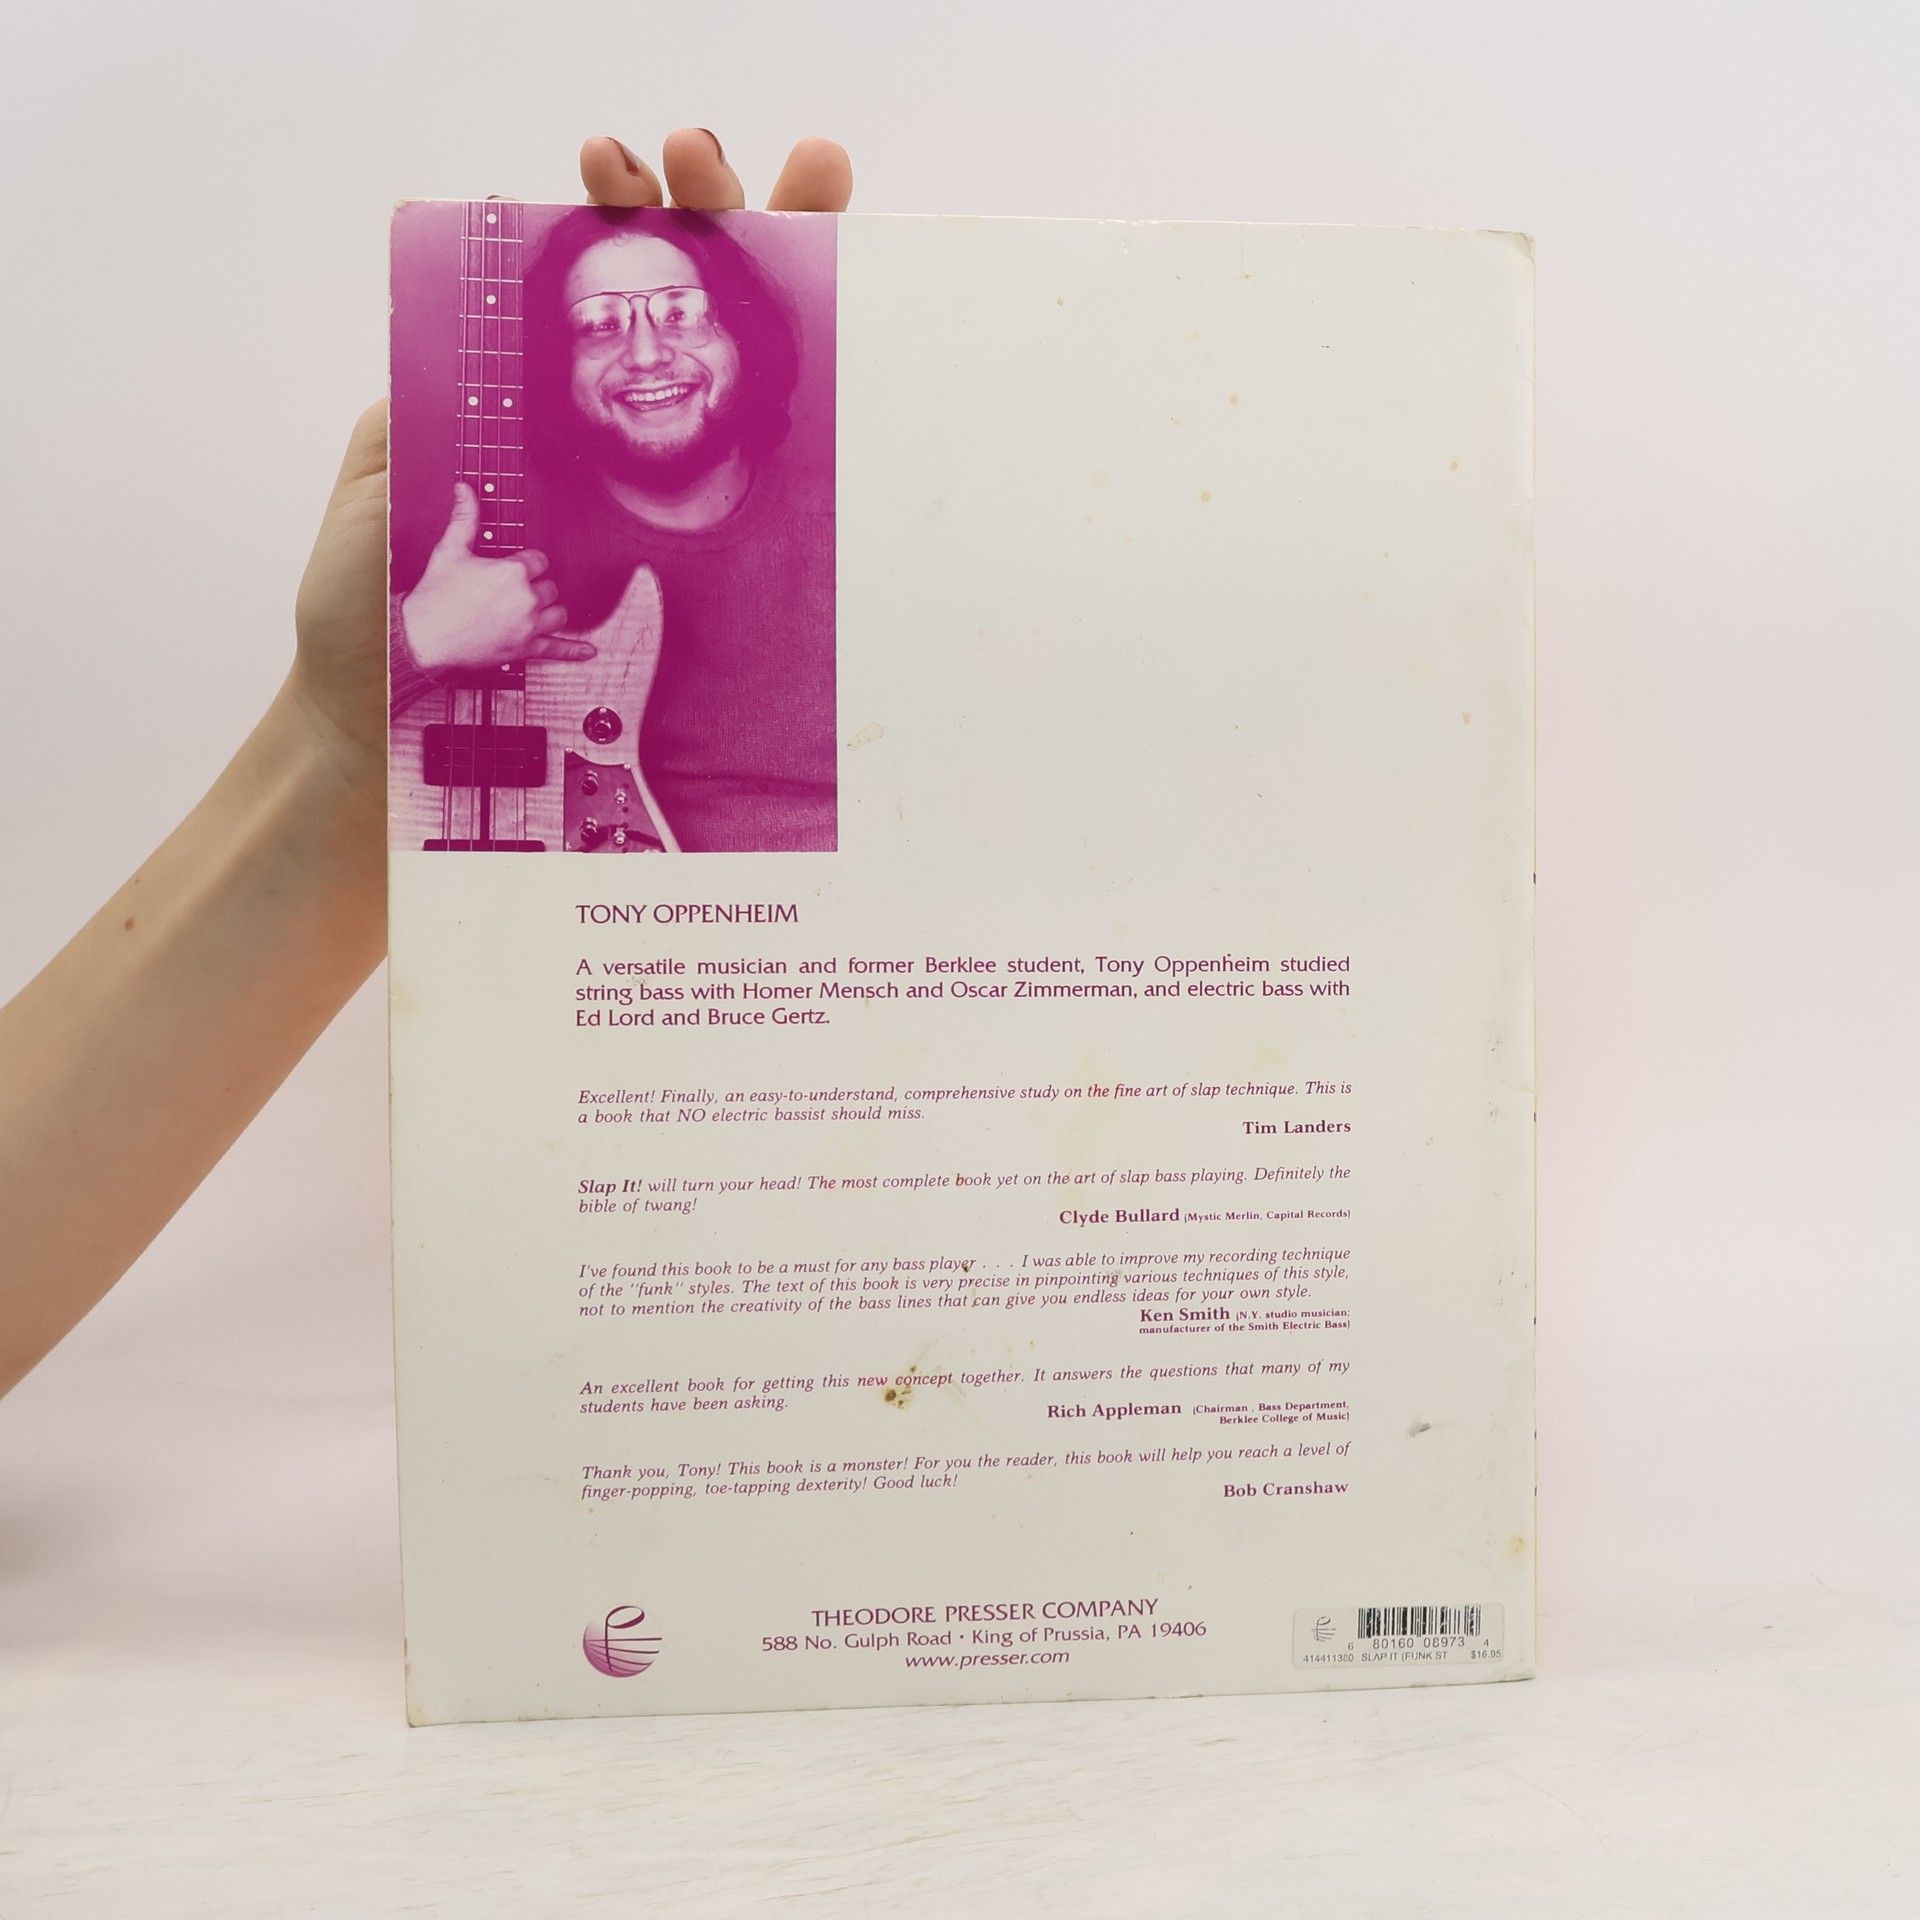 TONY OPPENHEIM
A versatile musician and former Berklee student, Tony Oppenheim studied
string bass with Homer Mensch and Oscar Zimmerman, and electric bass with
Ed Lord and Bruce Gertz.
Excellent! Finally, an easy-to-understand, comprehensive study on the fine art of slap technique. This is
a book that NO electric bassist should miss.
Tim Landers
Slap It! will turn your head! The most complete book yet on the art of slap bass playing. Definitely the
bible of twang!
Clyde Bullard (Mystic Merlin, Capital Records)
I've found this book to be a must for any bass player . . . I was able to improve my recording technique
of the "funk" styles. The text of this book is very precise in pinpointing various techniques of this style,
not to mention the creativity of the bass lines that can give you endless ideas for your own style.
Ken Smith (N.Y. studio musician;
manufacturer of the Smith Electric Bass)
An excellent book for getting this new concept together. It answers the questions that many of my
students have been asking.
Rich Appleman (Chairman, Bass Department,
Berklee College of Music)
Thank you, Tony! This book is a monster! For you the reader, this book will help you reach a level of
finger-popping, toe-tapping dexterity! Good luck!
Bob Cranshaw
THEODORE PRESSER COMPANY
588 No. Gulph Road • King of Prussia, PA 19406
www.presser.com
6 80160 08973 4
414411380 SLAP IT (FUNK ST $16.95